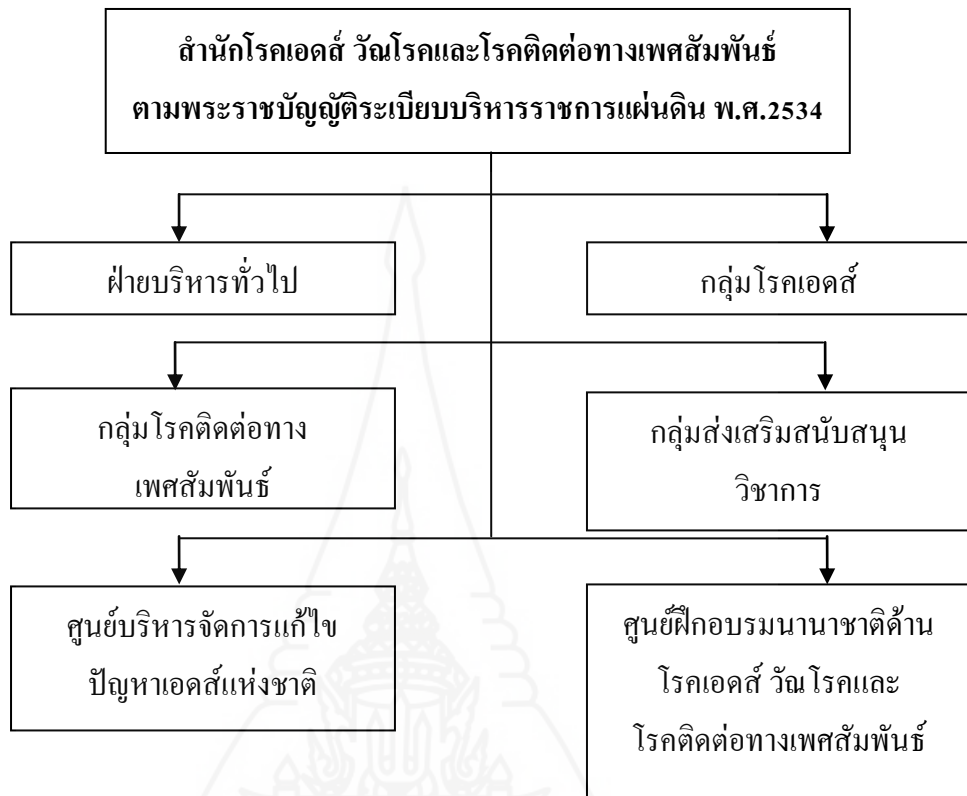 สำนักโรคเอดส์ วัณโรคและโรคติดต่อทางเพศสัมพันธ์
ตามพระราชบัญญัติระเบียบบริหารราชการแผ่นดิน พ.ศ.2534
ฝ่ายบริหารทั่วไป
กลุ่มโรคเอดส์
กลุ่มโรคติดต่อทาง
เพศสัมพันธ์
กลุ่มส่งเสริมสนับสนุน
วิชาการ
ศูนย์บริหารจัดการแก้ไข
ปัญหาเอดส์แห่งชาติ
ศูนย์ฝึกอบรมนานาชาติด้าน
โรคเอดส์ วัณโรคและ
โรคติดต่อทางเพศสัมพันธ์